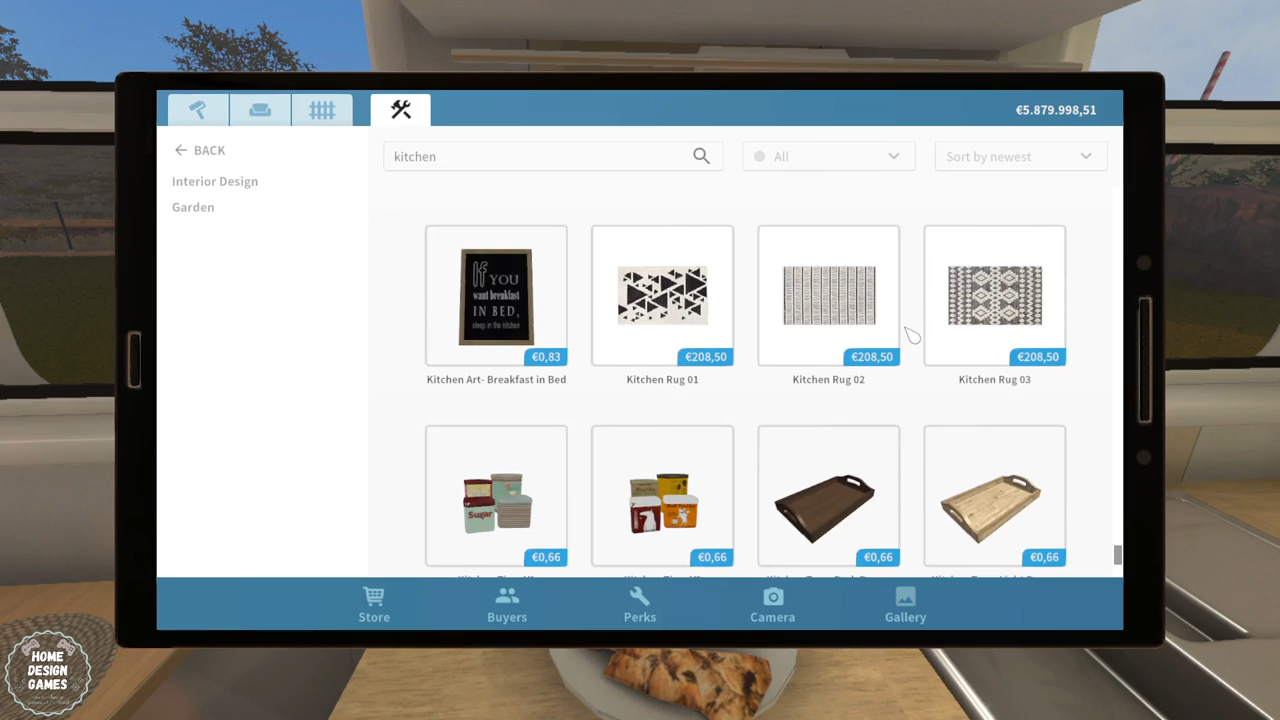 €5.879.998,51
BACK
Interior Design
Garden
kitchen
All
Sort by newest
If YOU
want breakfast
IN BED,
sleep in the kitchen
€0,83
€208,50
€208,50
€208,50
Kitchen Art- Breakfast in Bed
Kitchen Rug 01
Kitchen Rug 02
Kitchen Rug 03
Sugar
€0,66
€0,66
€0,66
€0,66
Store
Buyers
Perks
Camera
Gallery
HOME
DESIGN
GAMES